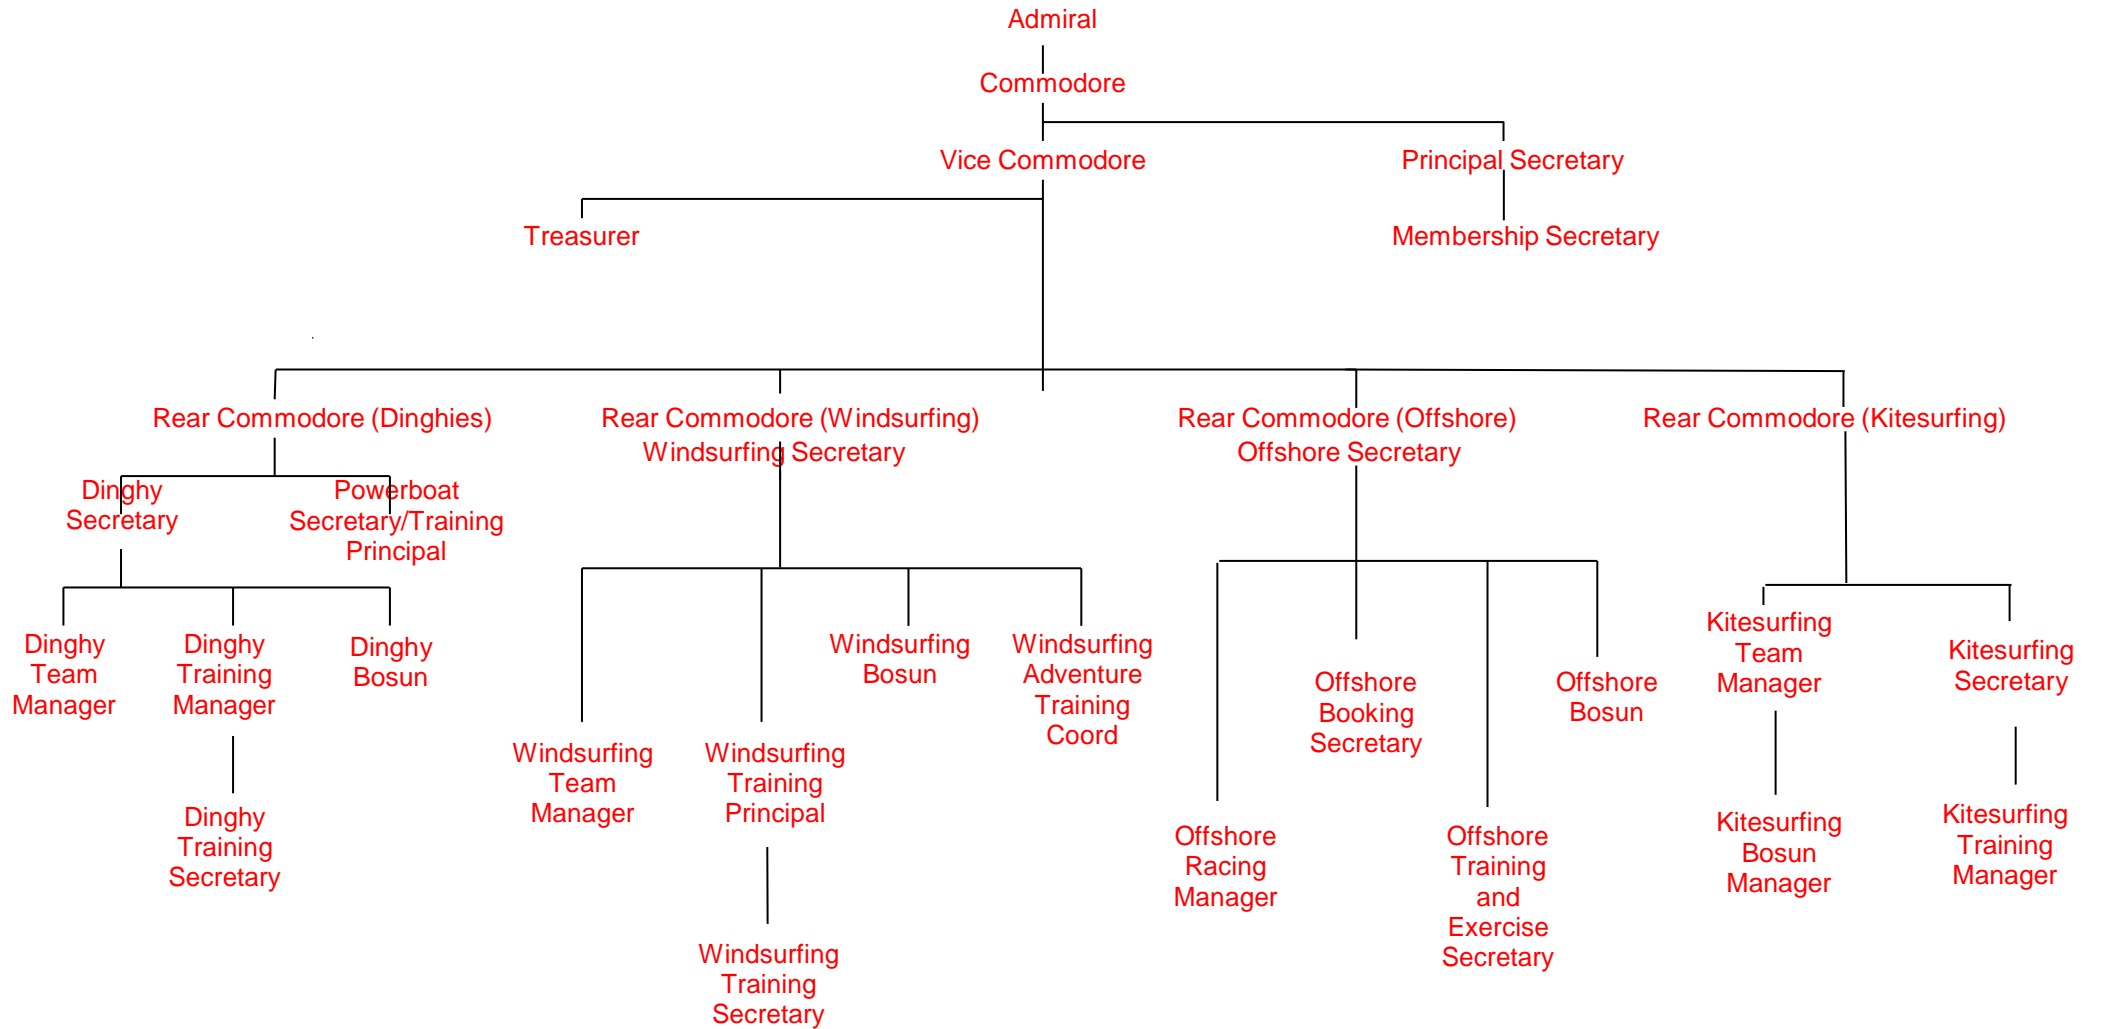 Admiral
Commodore
Vice Commodore
Principal Secretary
Treasurer
Membership Secretary
Rear Commodore (Dinghies)
Rear Commodore (Windsurfing)
Windsurfing Secretary
Rear Commodore (Offshore)
Offshore Secretary
Rear Commodore (Kitesurfing)
Dinghy
Secretary
Powerboat
Secretary/Training
Principal
Dinghy
Team
Manager
Dinghy
Training
Manager
Dinghy
Bosun
Dinghy
Training
Secretary
Windsurfing
Team
Manager
Windsurfing
Training
Principal
Windsurfing
Bosun
Windsurfing
Adventure
Training
Coord
Windsurfing
Training
Secretary
Offshore
Racing
Manager
Offshore
Booking
Secretary
Offshore
Training
and
Exercise
Secretary
Offshore
Bosun
Kitesurfing
Team
Manager
Kitesurfing
Secretary
Kitesurfing
Bosun
Manager
Kitesurfing
Training
Manager